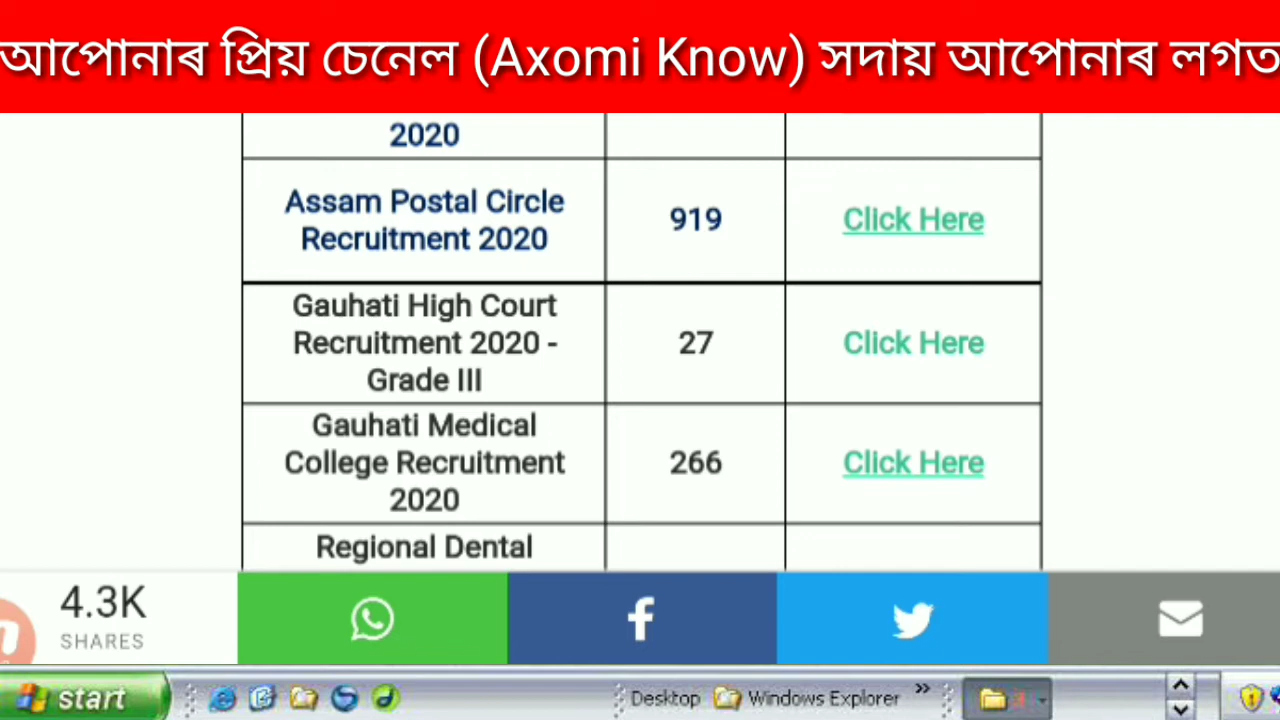 আপোনাৰ প্ৰিয় চেনেল (Axomi Know) সদায় আপোনাৰ লগত
2020
Assam Postal Circle
Recruitment 2020
919
Click Here
Gauhati High Court
Recruitment 2020 -
Grade III
27
Click Here
Gauhati Medical
College Recruitment
2020
266
Click Here
Regional Dental
4.3K
SHARES
start
Desktop
Windows Explorer